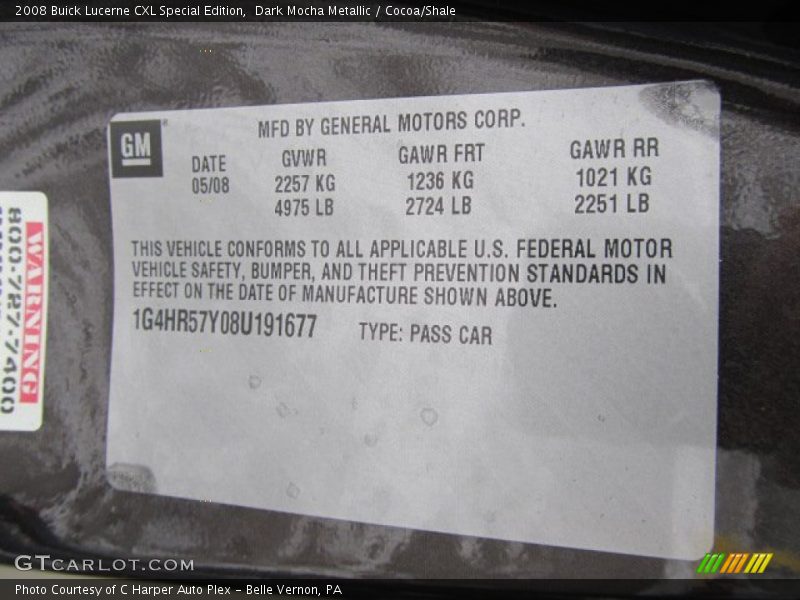 2008 Buick Lucerne CXL Special Edition, Dark Mocha Metallic / Cocoa/Shale
GM
MFD BY GENERAL MOTORS CORP.
DATE GVWR GAWR FRT GAWR RR
05/08 2257 KG 1236 KG 1021 KG
4975 LB 2724 LB 2251 LB
THIS VEHICLE CONFORMS TO ALL APPLICABLE U.S. FEDERAL MOTOR
VEHICLE SAFETY, BUMPER, AND THEFT PREVENTION STANDARDS IN
EFFECT ON THE DATE OF MANUFACTURE SHOWN ABOVE.
1G4HR57Y08U191677 TYPE: PASS CAR
WARNING
800-727-7400
GTCARLOT.COM
Photo Courtesy of C Harper Auto Plex – Belle Vernon, PA